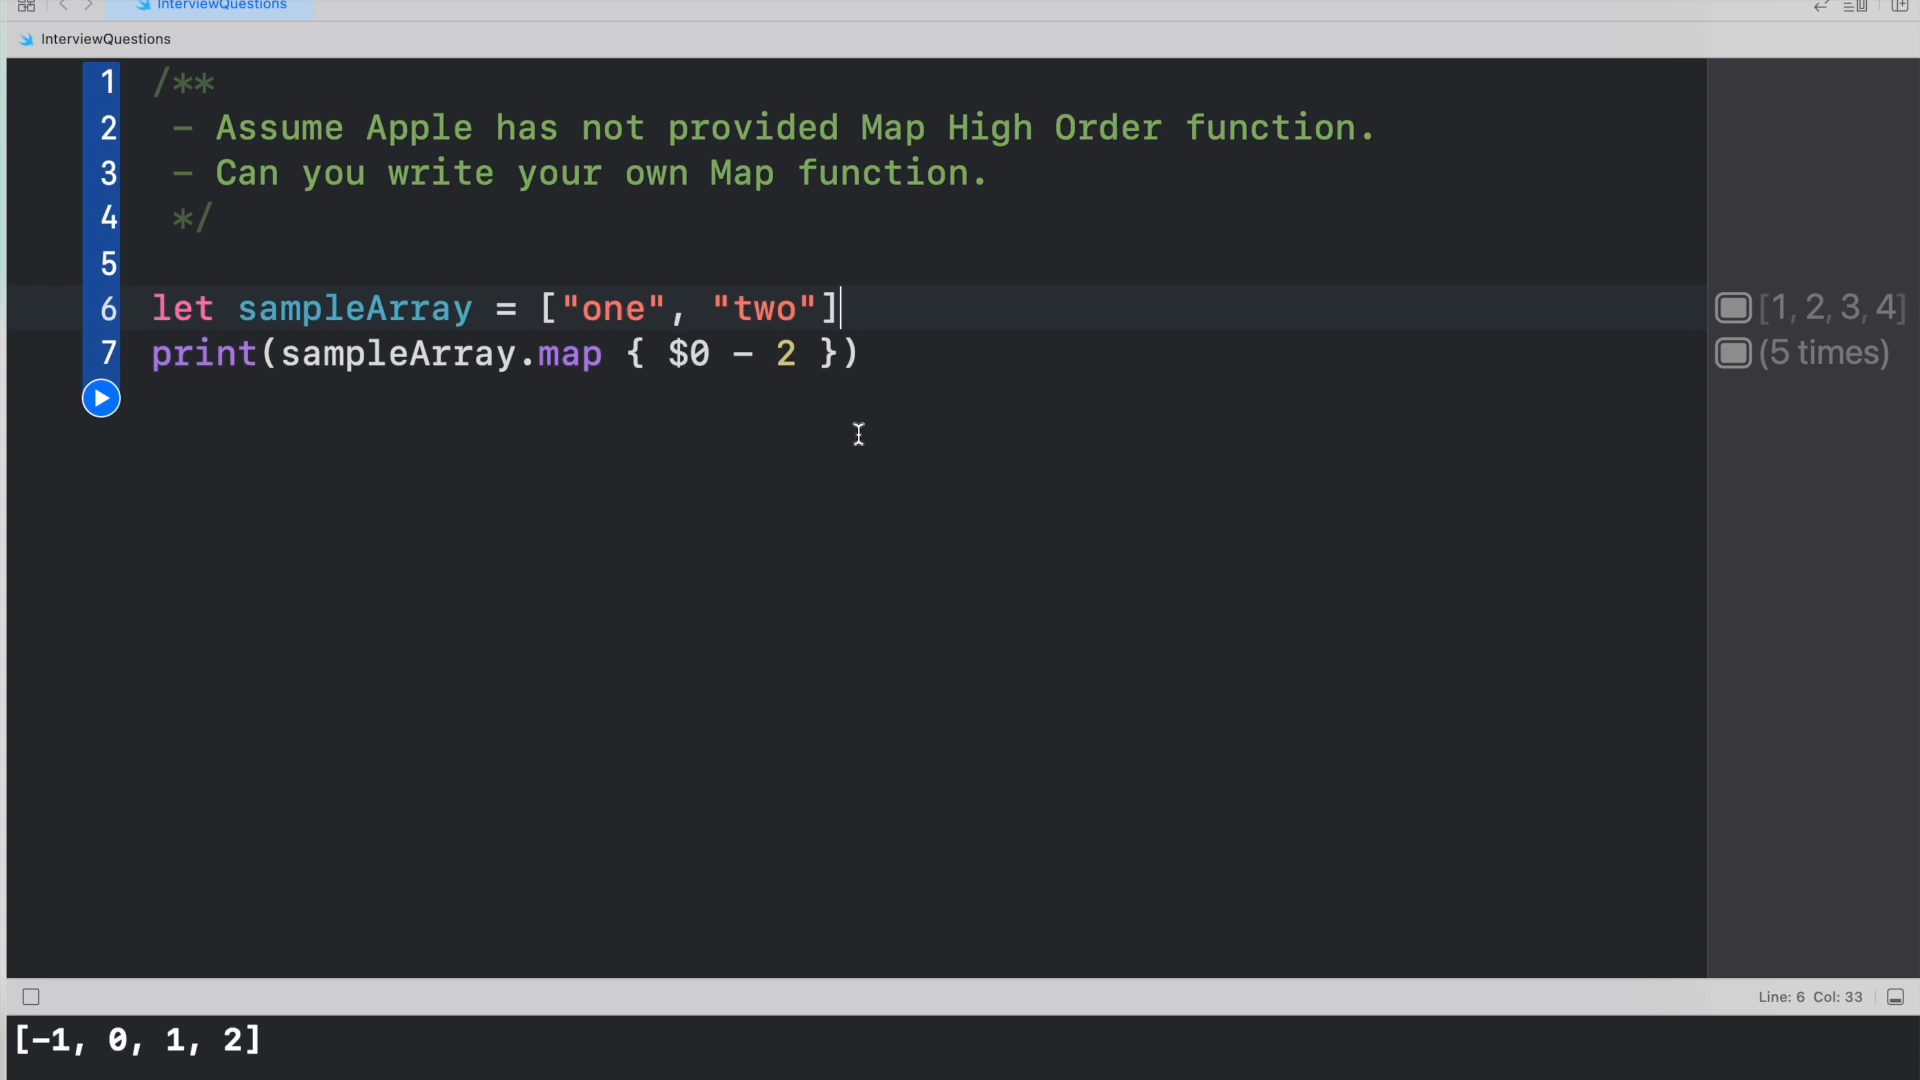 InterviewQuestions
InterviewQuestions
1 /**
2 – Assume Apple has not provided Map High Order function.
3 – Can you write your own Map function.
4 */
5
6 let sampleArray = ["one", "two"] [1, 2, 3, 4]
7 print(sampleArray.map { $0 – 2 }) (5 times)
Line: 6 Col: 33
[–1, 0, 1, 2]